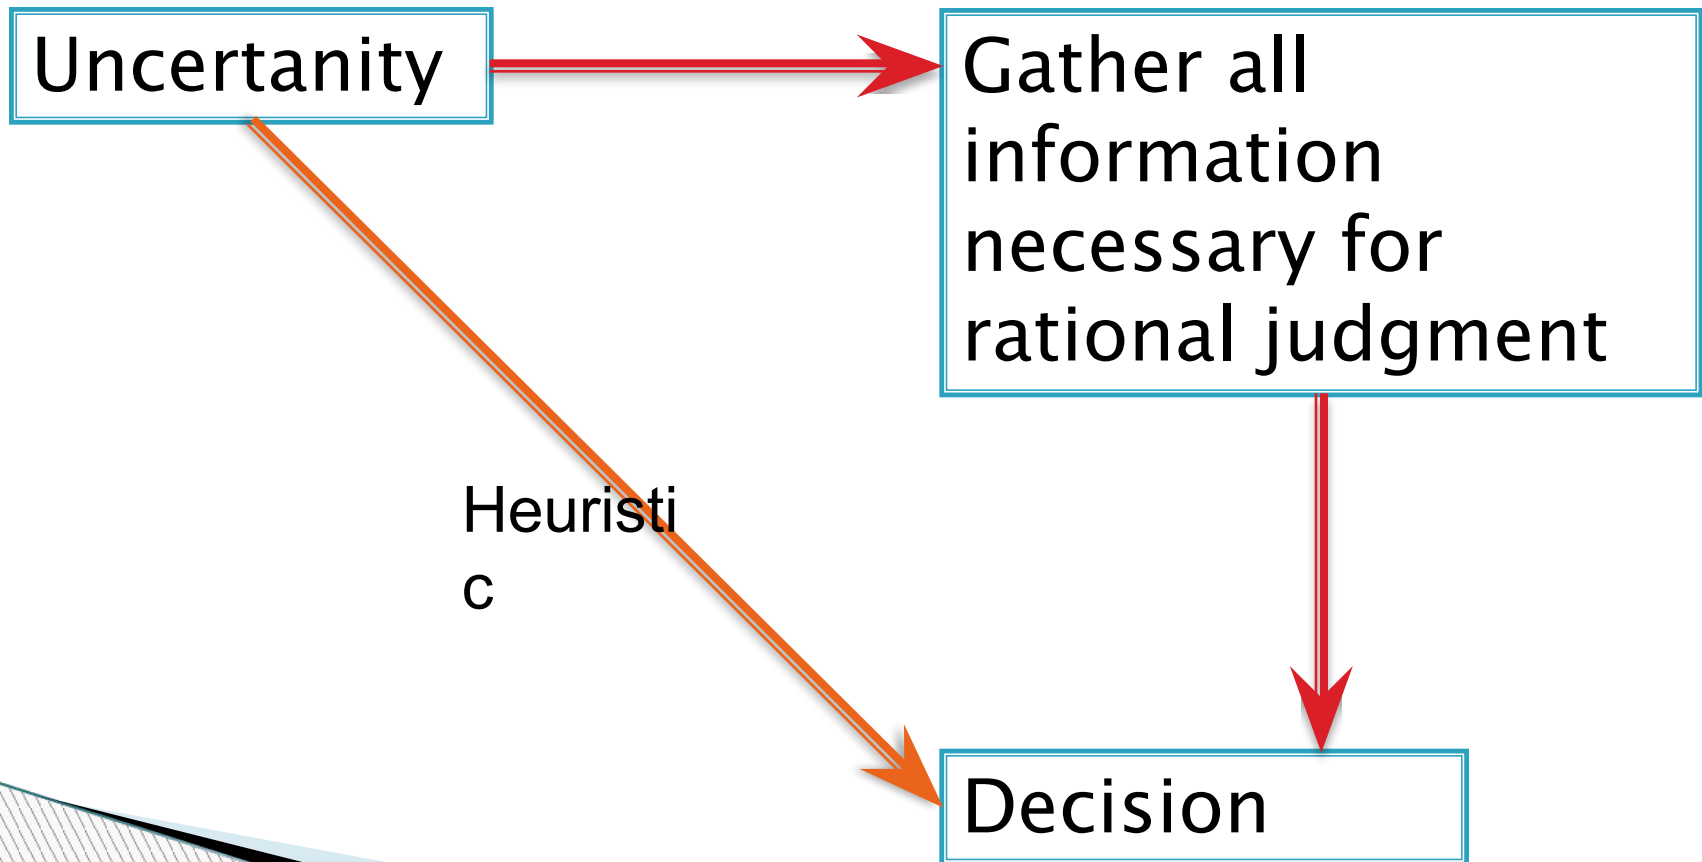 Uncertanity
Gather all
information
necessary for
rational judgment
Heuristi
c
Decision